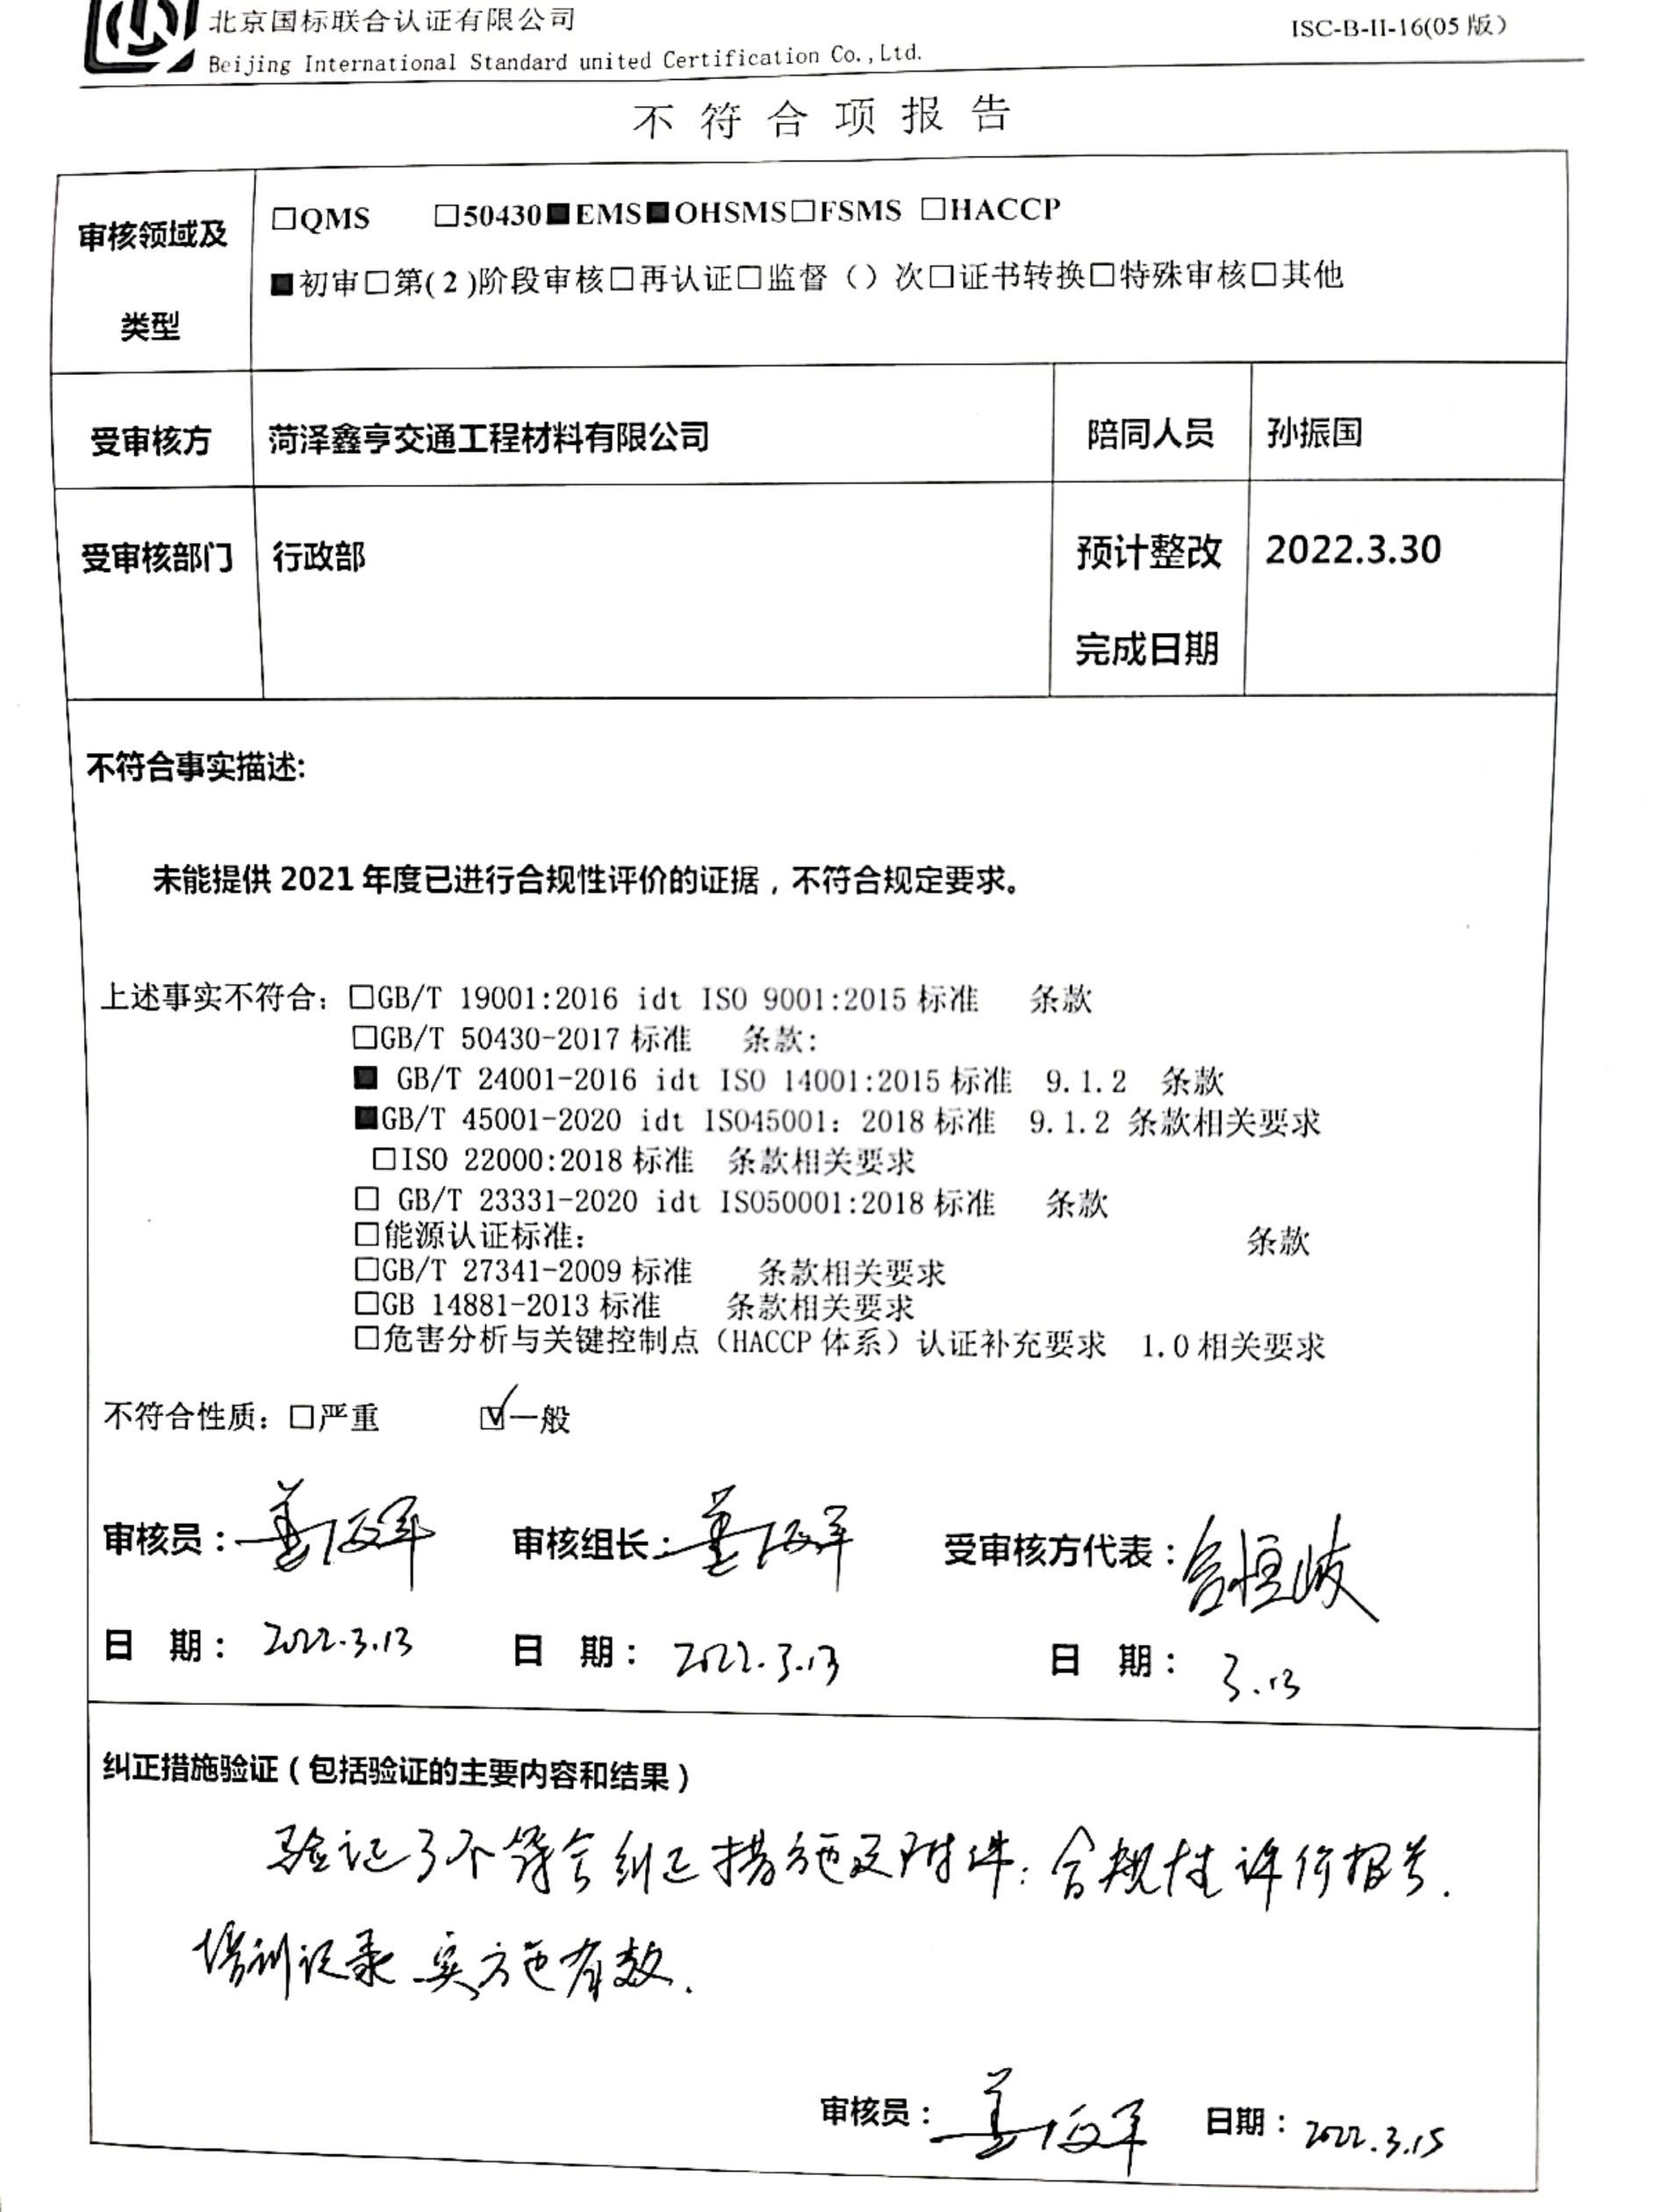 北京国标联合认证有限公司
ISC-B-II-16(05版)
Beijing International Standard united Certification Co.,Ltd.
不符合项报告
审核领域及类型
□QMS □50430■EMS■OHSMS□FSMS □HACCP
■初审□第(2)阶段审核□再认证□监督()次□证书转换□特殊审核□其他
受审核方 菏泽鑫亨交通工程材料有限公司 陪同人员 孙振国
受审核部门 行政部 预计整改完成日期 2022.3.30
不符合事实描述:
未能提供 2021 年度已进行合规性评价的证据，不符合规定要求。
上述事实不符合：□GB/T 19001:2016 idt ISO 9001:2015标准 条款
□GB/T 50430-2017标准 条款：
■ GB/T 24001-2016 idt ISO 14001:2015标准 9.1.2 条款
■GB/T 45001-2020 idt ISO45001：2018标准 9.1.2 条款相关要求
□ISO 22000:2018标准 条款相关要求
□ GB/T 23331-2020 idt ISO50001:2018标准 条款
□能源认证标准： 条款
□GB/T 27341-2009标准 条款相关要求
□GB 14881-2013标准 条款相关要求
□危害分析与关键控制点（HACCP体系）认证补充要求 1.0相关要求
不符合性质：□严重 ☑一般
审核员： 审核组长： 受审核方代表：
日 期：2022.3.13 日 期：2022.3.13 日 期：3.13
纠正措施验证（包括验证的主要内容和结果）
验证了不符合纠正措施及附件：合规性评价报告.
培训记录 实施有效.
审核员： 日期：2022.3.15